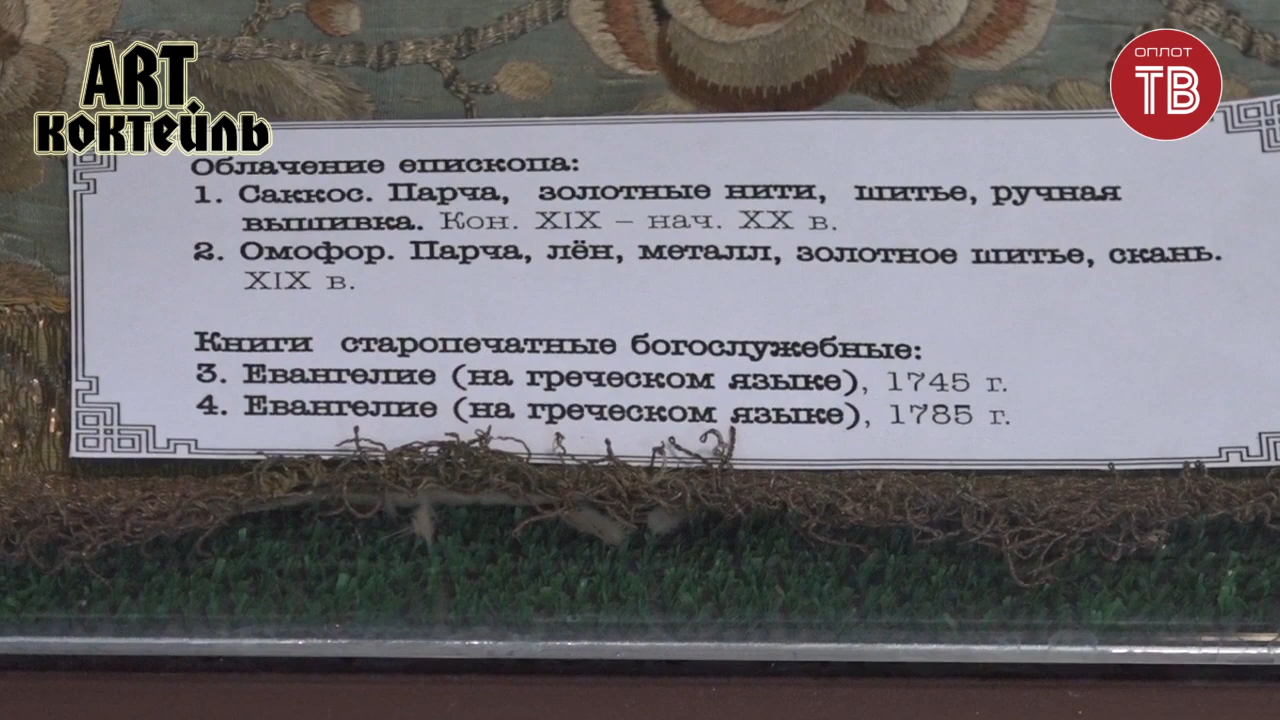 ART
КОКТЕЙЛЬ
ОПЛОТ
ТВ
Облачение епископа:
1. Саккос. Парча, золотные нити, шитье, ручная
вышивка. Кон. XIX – нач. XX в.
2. Омофор. Парча, лён, металл, золотное шитье, скань.
XIX в.
Книги старопечатные богослужебные:
3. Евангелие (на греческом языке), 1745 г.
4. Евангелие (на греческом языке), 1785 г.